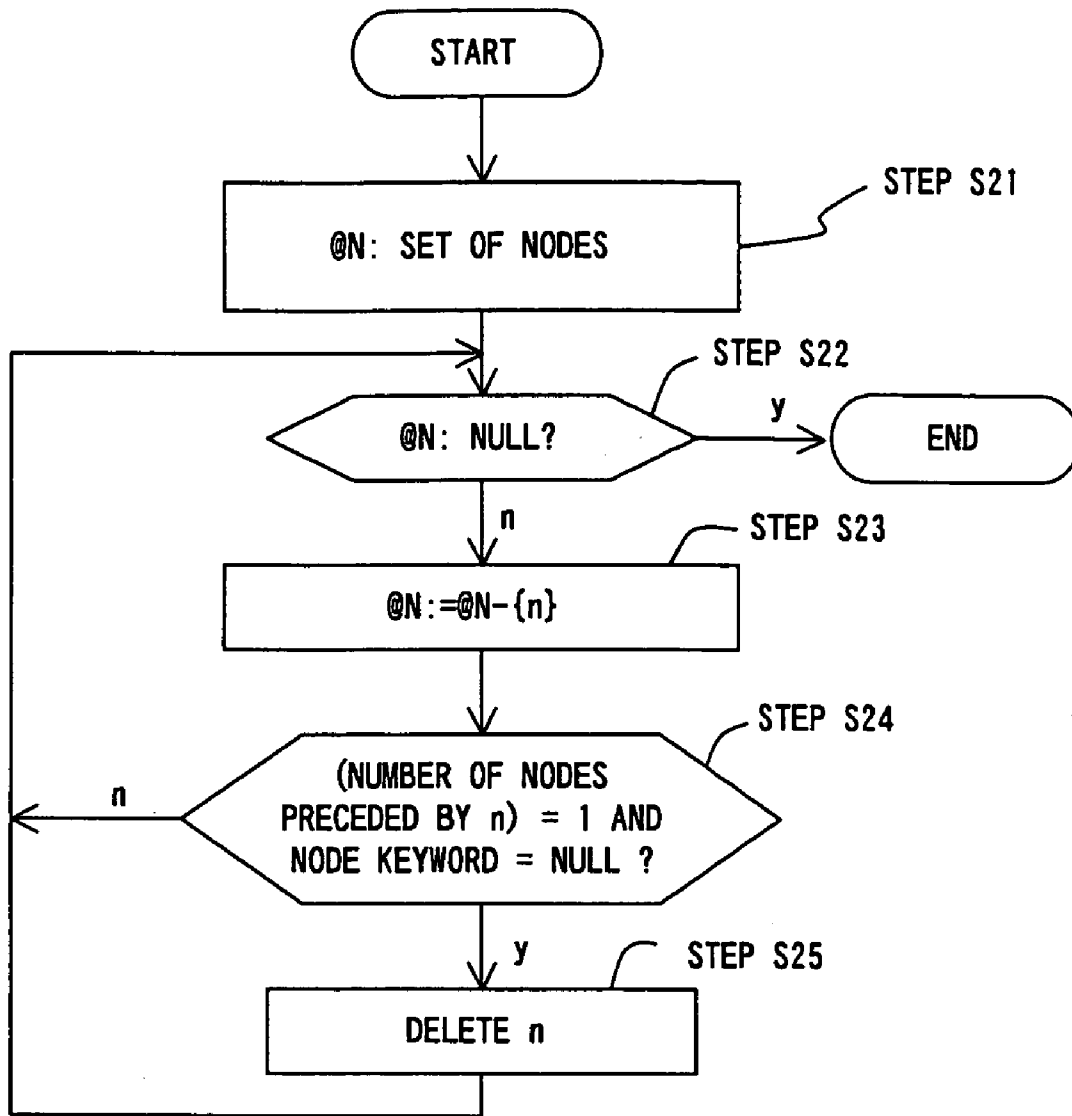 START
STEP S21
@N: SET OF NODES
STEP S22
@N: NULL?
y
END
n
STEP S23
@N:=@N-{n}
STEP S24
(NUMBER OF NODES
PRECEDED BY n) = 1 AND
NODE KEYWORD = NULL ?
n
y
STEP S25
DELETE n